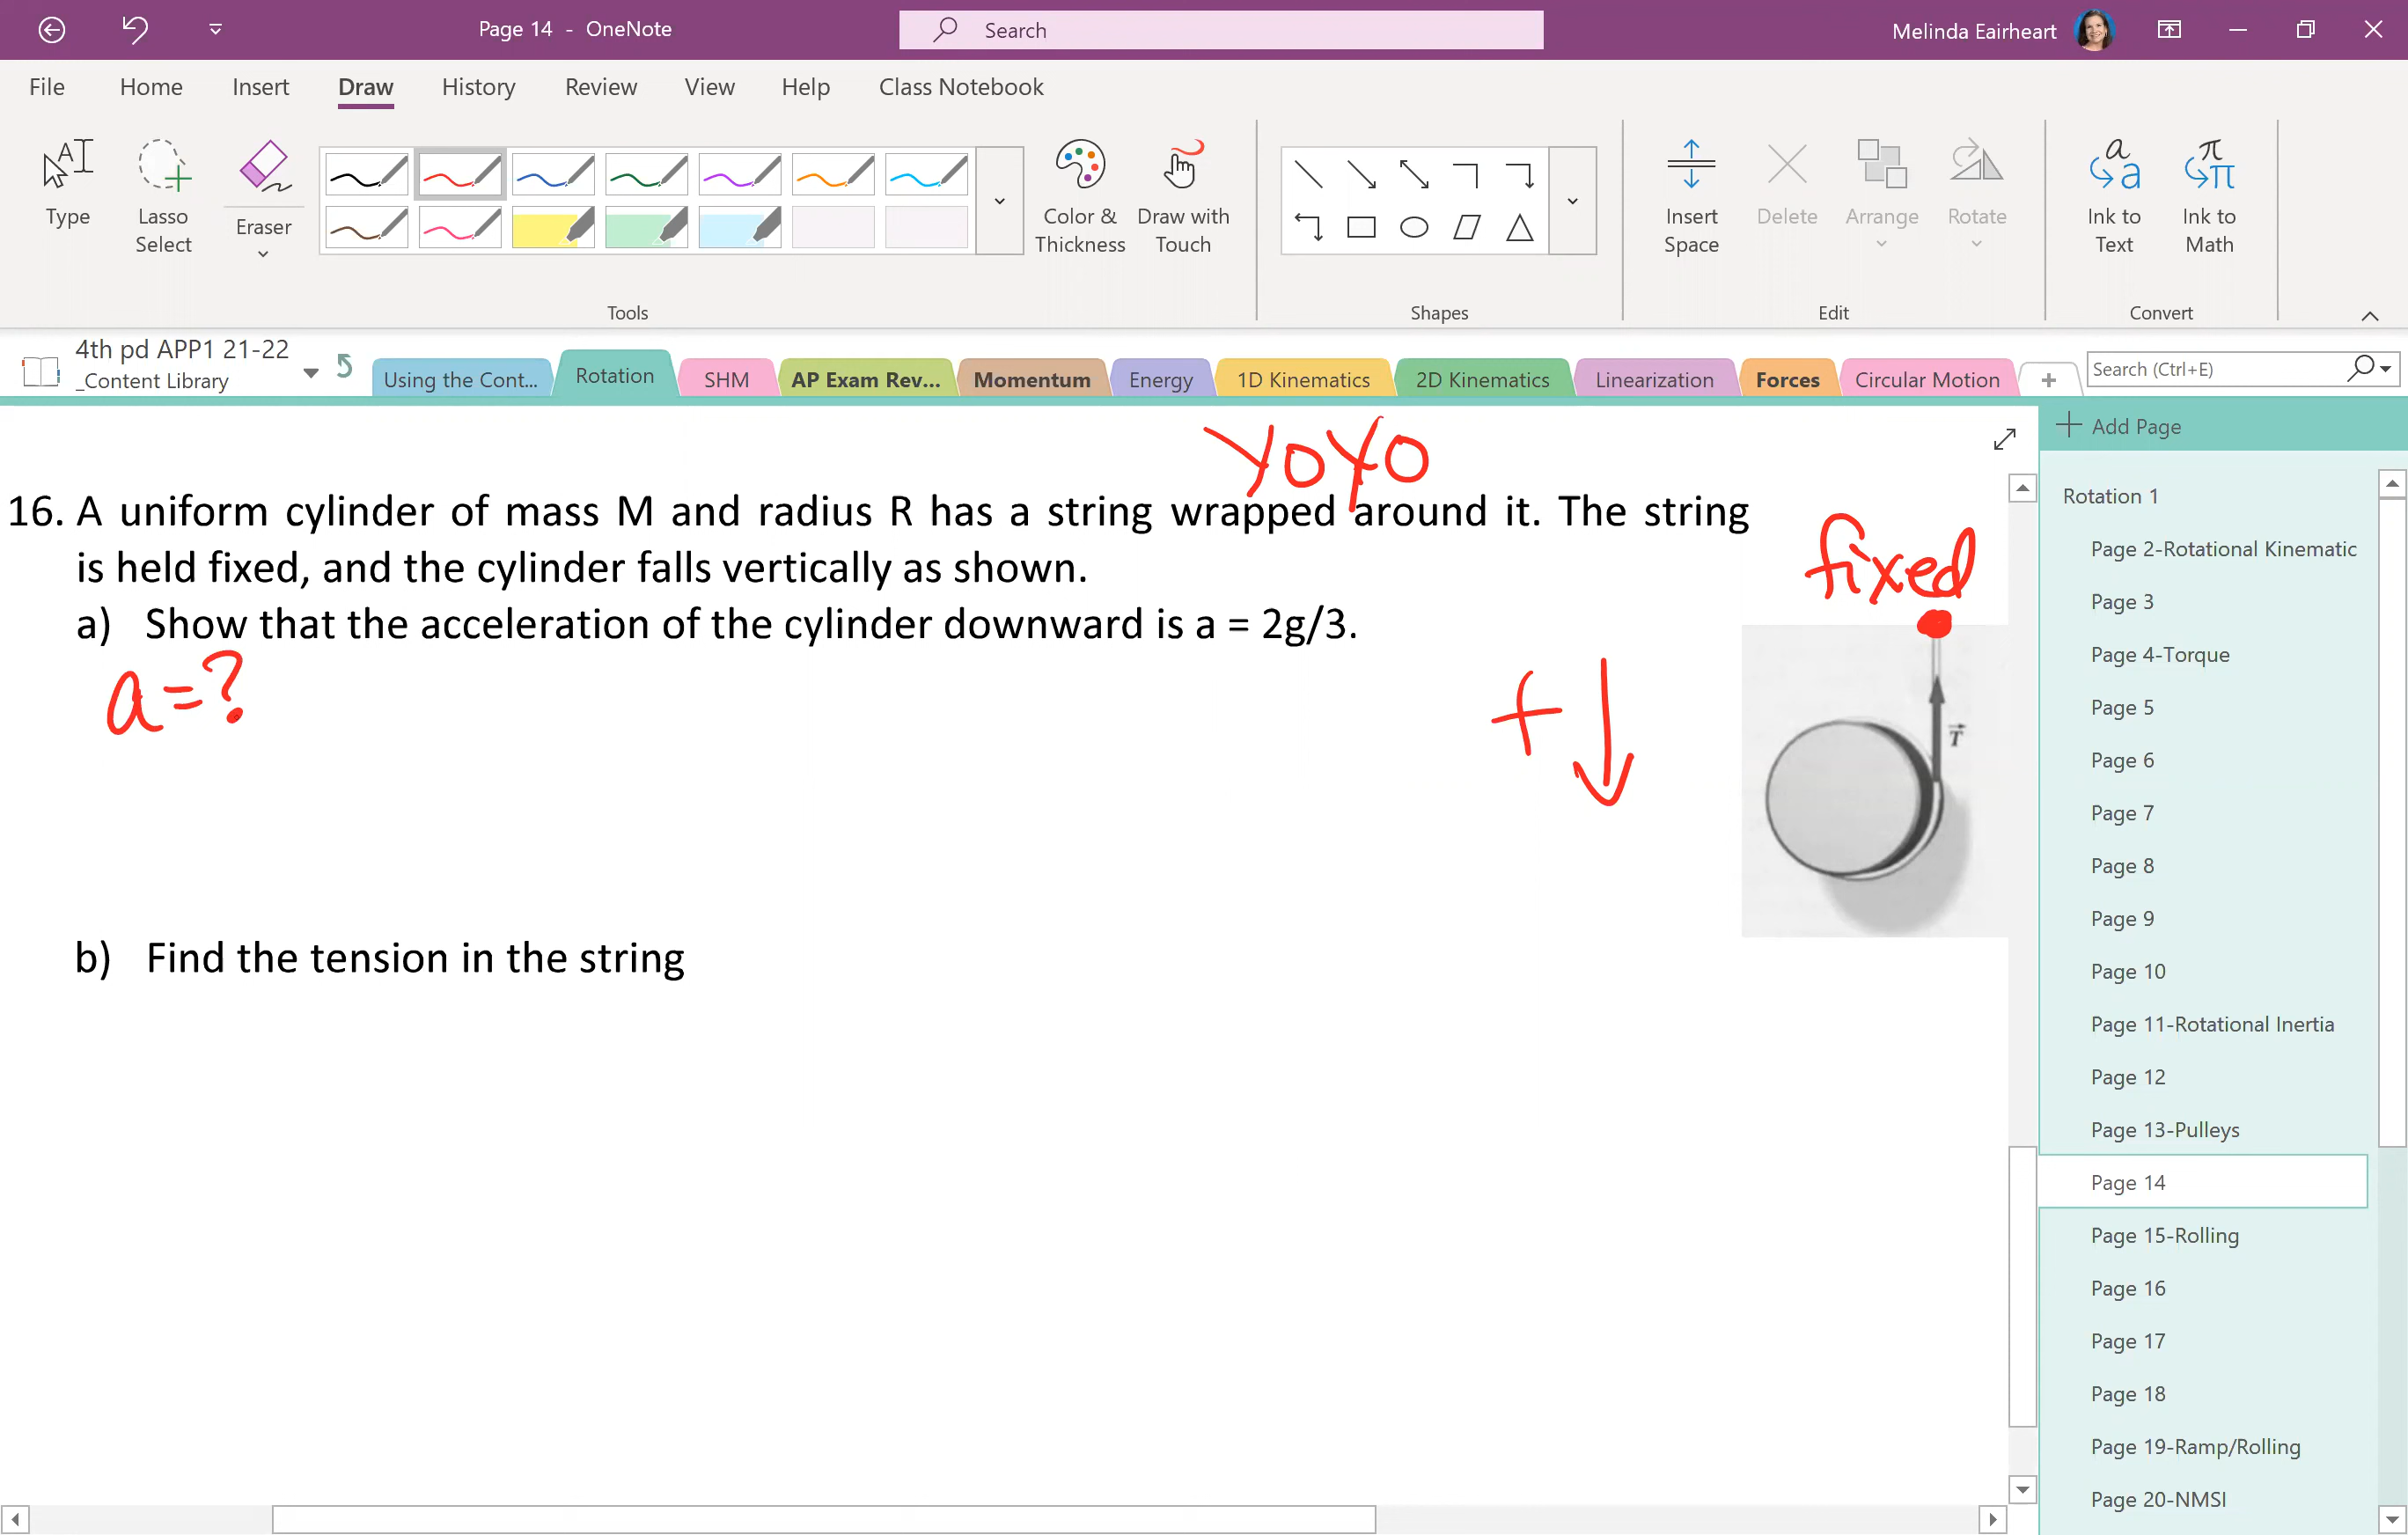 Page 14 - OneNote
Search
Melinda Eairheart
File Home Insert Draw History Review View Help Class Notebook
Type
Lasso Select
Eraser
Color & Thickness
Draw with Touch
Insert Space
Delete
Arrange
Rotate
Ink to Text
Ink to Math
Tools
Shapes
Edit
Convert
4th pd APP1 21-22
_Content Library
Using the Cont... Rotation SHM AP Exam Rev... Momentum Energy 1D Kinematics 2D Kinematics Linearization Forces Circular Motion +
Search (Ctrl+E)
Add Page
YOYO
16. A uniform cylinder of mass M and radius R has a string wrapped around it. The string
is held fixed, and the cylinder falls vertically as shown.
fixed
a) Show that the acceleration of the cylinder downward is a = 2g/3.
a=?
+
T
b) Find the tension in the string
Rotation 1
Page 2-Rotational Kinematic
Page 3
Page 4-Torque
Page 5
Page 6
Page 7
Page 8
Page 9
Page 10
Page 11-Rotational Inertia
Page 12
Page 13-Pulleys
Page 14
Page 15-Rolling
Page 16
Page 17
Page 18
Page 19-Ramp/Rolling
Page 20-NMSI